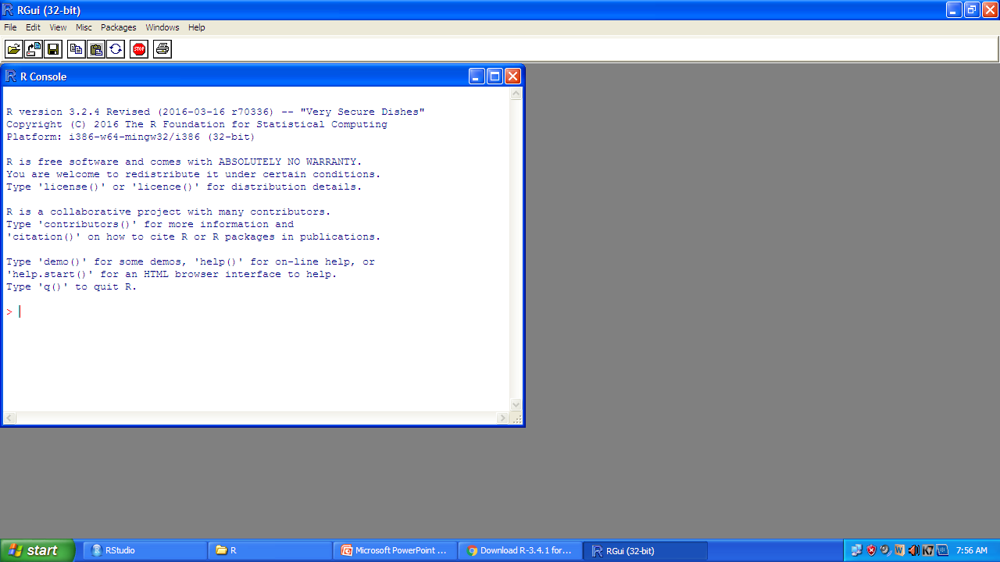 RGui (32-bit)
File Edit View Misc Packages Windows Help
STOP
R Console
R version 3.2.4 Revised (2016-03-16 r70336) -- "Very Secure Dishes"
Copyright (C) 2016 The R Foundation for Statistical Computing
Platform: i386-w64-mingw32/i386 (32-bit)
R is free software and comes with ABSOLUTELY NO WARRANTY.
You are welcome to redistribute it under certain conditions.
Type 'license()' or 'licence()' for distribution details.
R is a collaborative project with many contributors.
Type 'contributors()' for more information and
'citation()' on how to cite R or R packages in publications.
Type 'demo()' for some demos, 'help()' for on-line help, or
'help.start()' for an HTML browser interface to help.
Type 'q()' to quit R.
>
start RStudio R Microsoft PowerPoint ... Download R-3.4.1 for... RGui (32-bit) 7:56 AM